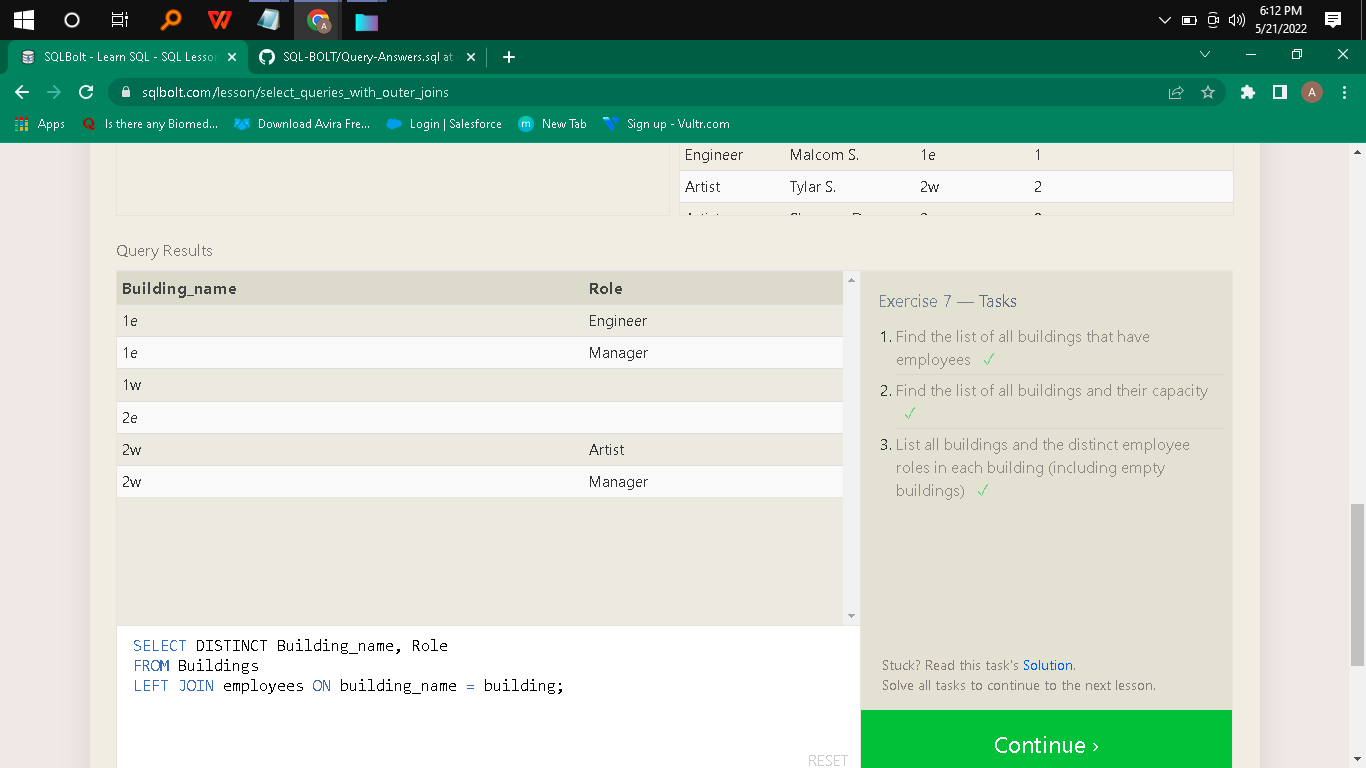 6:12 PM
5/21/2022
SQLBolt - Learn SQL - SQL Lesson
SQL-BOLT/Query-Answers.sql at
sqlbolt.com/lesson/select_queries_with_outer_joins
A
Apps Is there any Biomed... Download Avira Fre... Login | Salesforce New Tab Sign up - Vultr.com
Engineer Malcom S. 1e 1
Artist Tylar S. 2w 2
Query Results
Building_name Role
1e Engineer
1e Manager
1w
2e
2w Artist
2w Manager
Exercise 7 — Tasks
1. Find the list of all buildings that have
employees ✓
2. Find the list of all buildings and their capacity
✓
3. List all buildings and the distinct employee
roles in each building (including empty
buildings) ✓
Stuck? Read this task's Solution.
Solve all tasks to continue to the next lesson.
Continue ›
SELECT DISTINCT Building_name, Role
FROM Buildings
LEFT JOIN employees ON building_name = building;
RESET